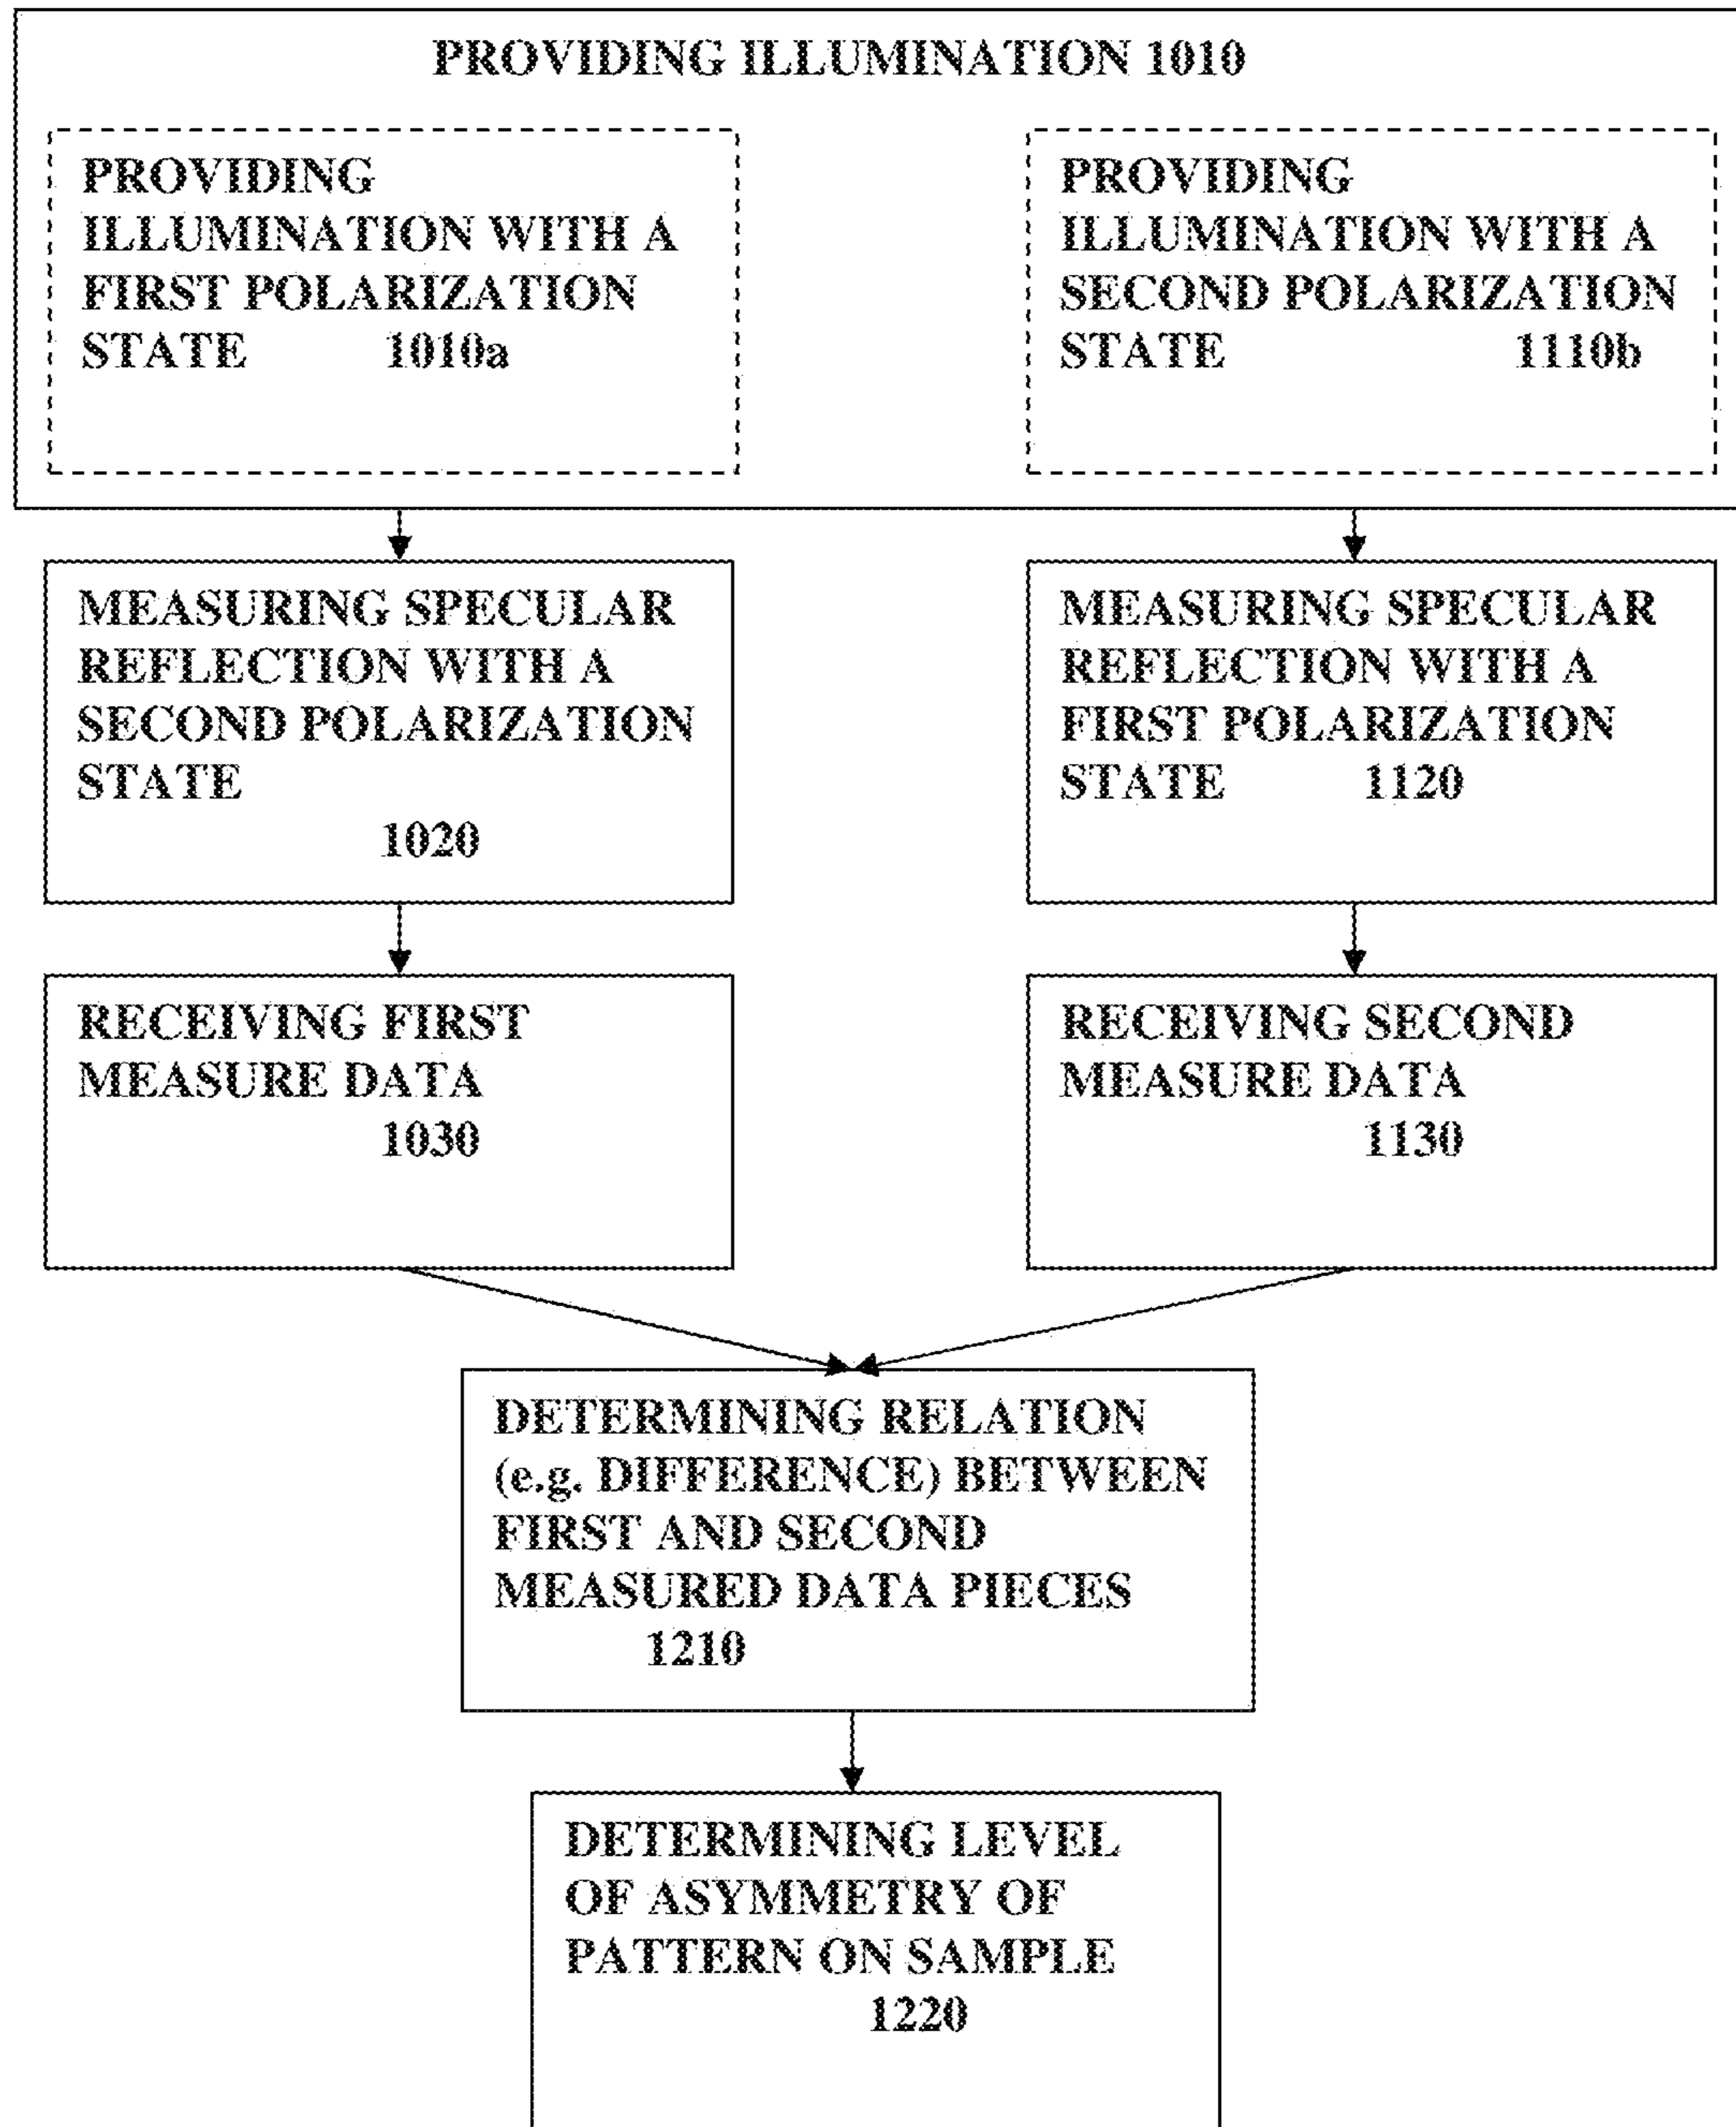 PROVIDING ILLUMINATION 1010
PROVIDING
ILLUMINATION WITH A
FIRST POLARIZATION
STATE 1010a
PROVIDING
ILLUMINATION WITH A
SECOND POLARIZATION
STATE 1110b
MEASURING SPECULAR
REFLECTION WITH A
SECOND POLARIZATION
STATE
1020
MEASURING SPECULAR
REFLECTION WITH A
FIRST POLARIZATION
STATE 1120
RECEIVING FIRST
MEASURE DATA
1030
RECEIVING SECOND
MEASURE DATA
1130
DETERMINING RELATION
(e.g. DIFFERENCE) BETWEEN
FIRST AND SECOND
MEASURED DATA PIECES
1210
DETERMINING LEVEL
OF ASYMMETRY OF
PATTERN ON SAMPLE
1220